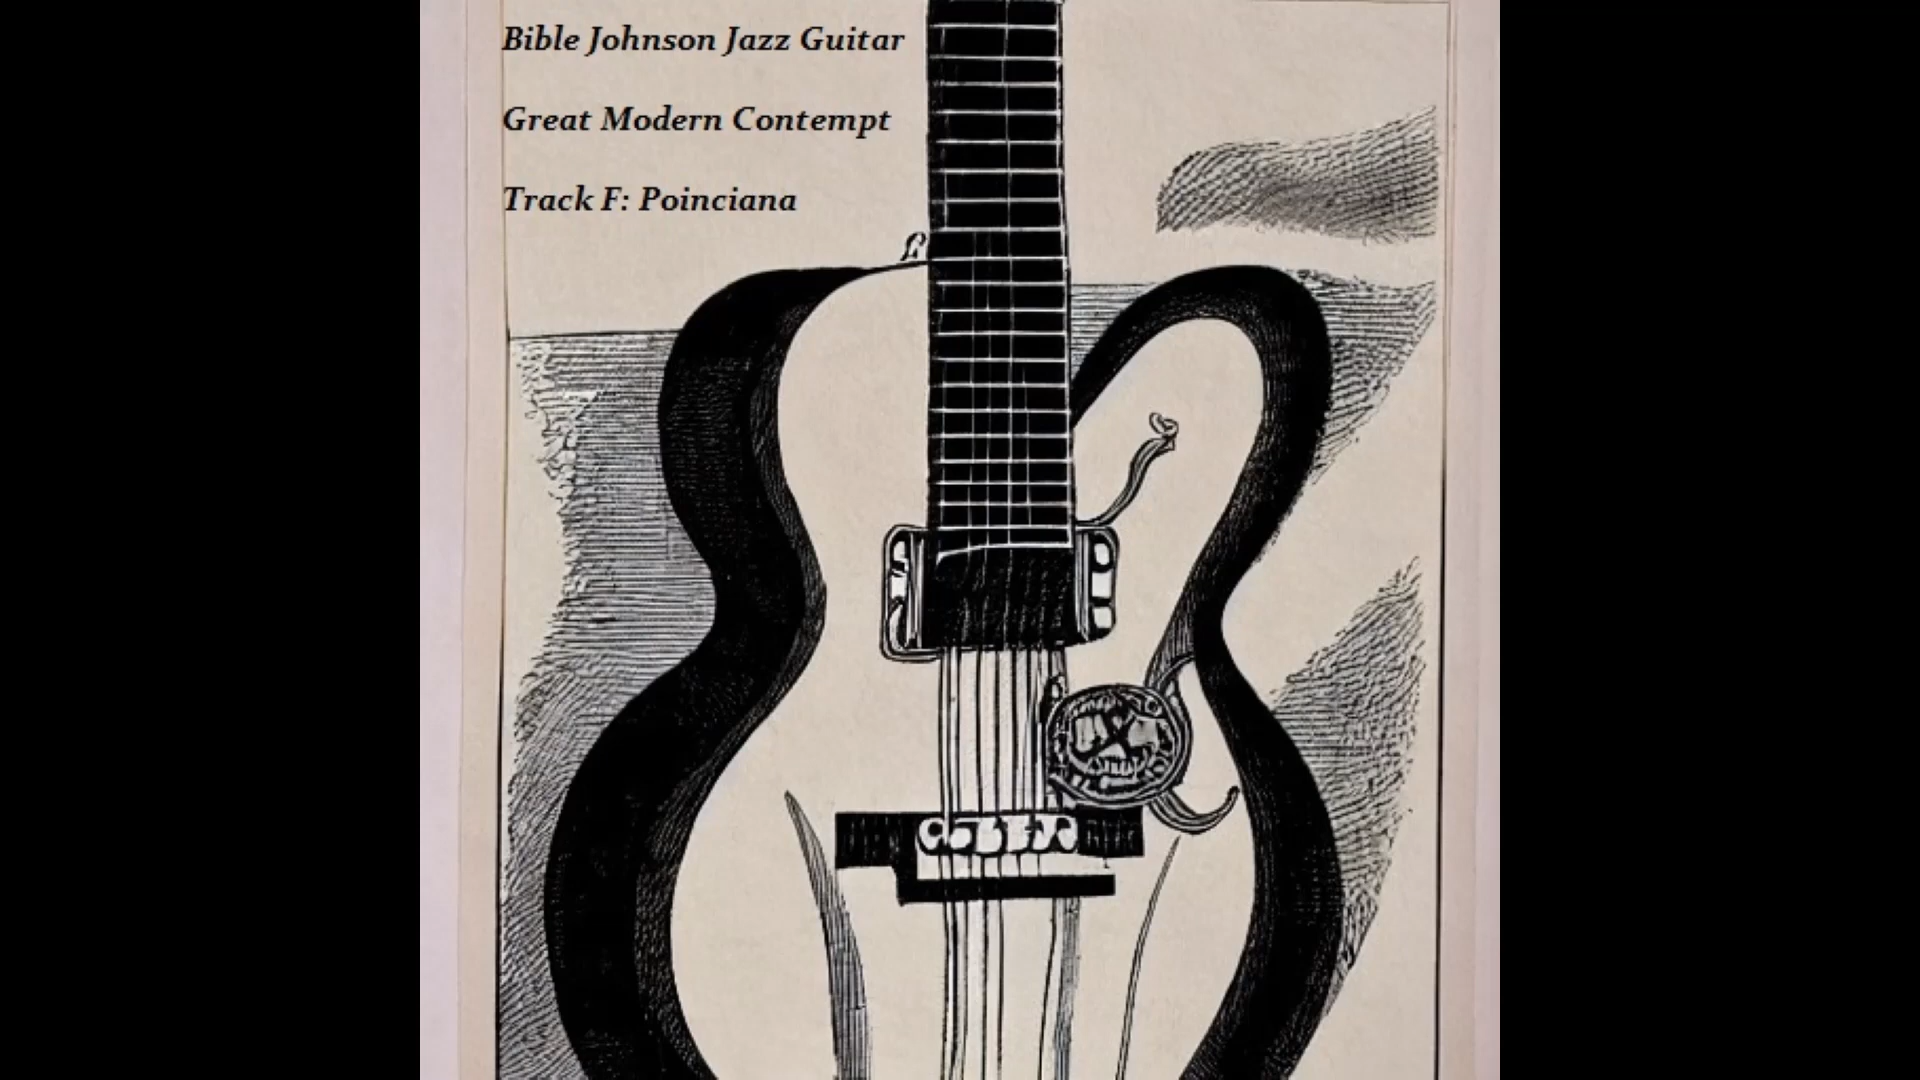 Bible Johnson Jazz Guitar
Great Modern Contempt
Track F: Poinciana